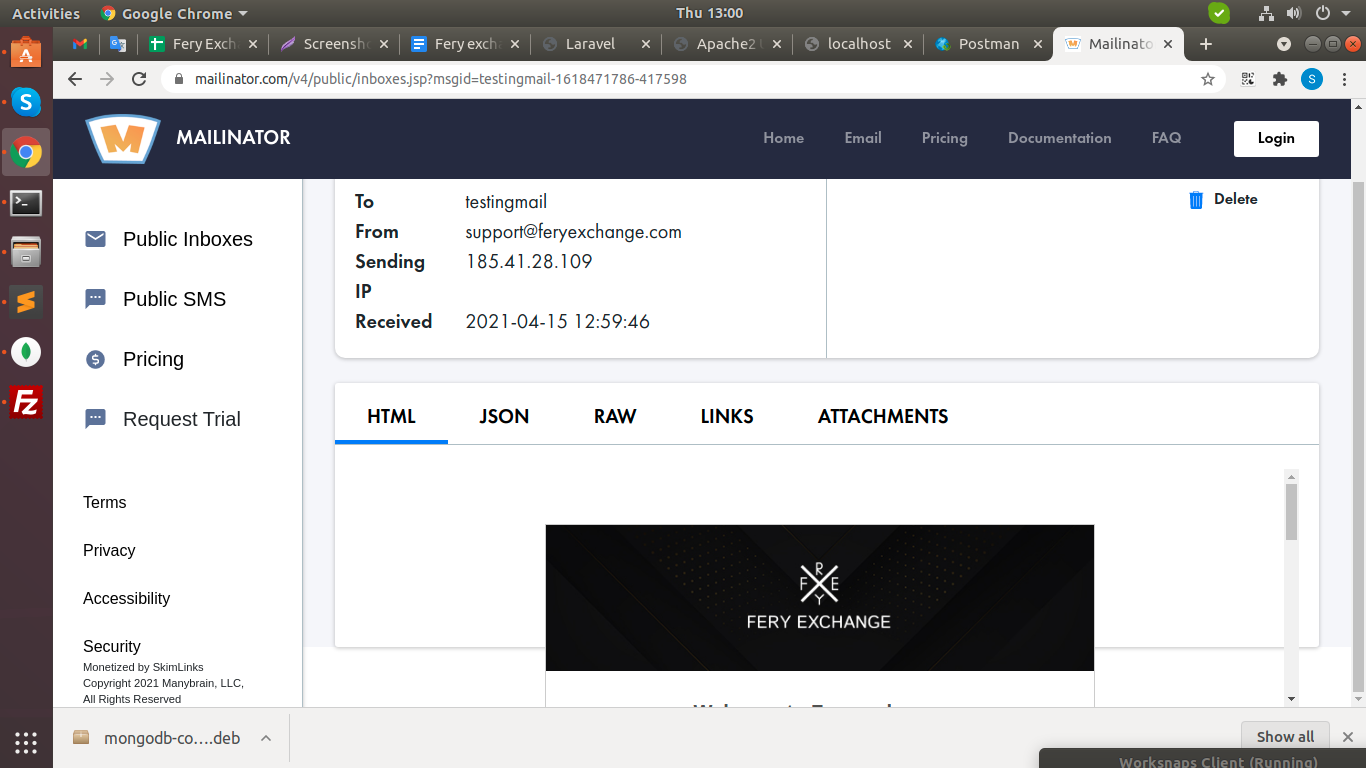 Activities Google Chrome Thu 13:00
Fery Exch Screensh Fery excha Laravel Apache2 U localhost Postman Mailinato
mailinator.com/v4/public/inboxes.jsp?msgid=testingmail-1618471786-417598 S
MAILINATOR Home Email Pricing Documentation FAQ Login
To testingmail Delete
From support@feryexchange.com
Sending 185.41.28.109
IP
Received 2021-04-15 12:59:46
Public Inboxes
Public SMS
Pricing
Request Trial
Terms
Privacy
Accessibility
Security
Monetized by SkimLinks
Copyright 2021 Manybrain, LLC,
All Rights Reserved
HTML JSON RAW LINKS ATTACHMENTS
R
F E
Y
FERY EXCHANGE
mongodb-co....deb Show all
Worksnaps Client (Running)